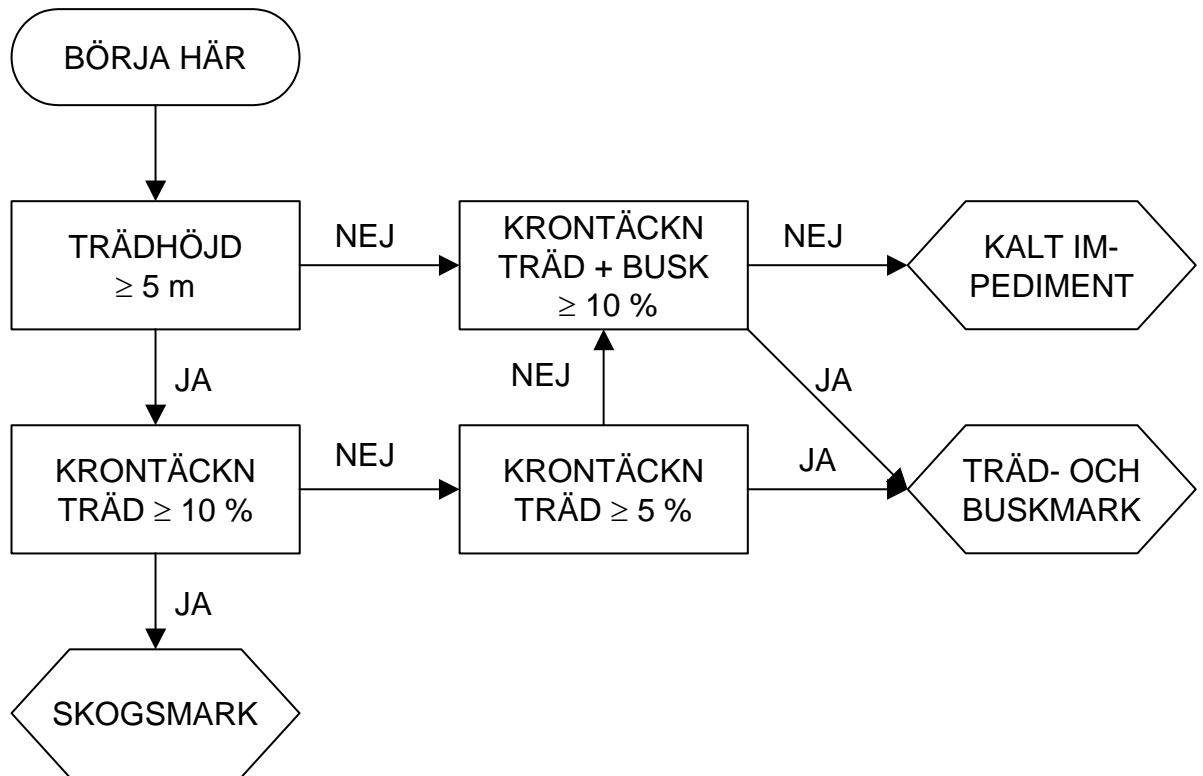 BÖRJA HÄR
TRÄDHÖJD
≥ 5 m
NEJ
KRONTÄCKN
TRÄD + BUSK
≥ 10 %
NEJ
KALT IM-
PEDIMENT
JA
NEJ
JA
KRONTÄCKN
TRÄD ≥ 10 %
NEJ
KRONTÄCKN
TRÄD ≥ 5 %
JA
TRÄD- OCH
BUSKMARK
JA
SKOGSMARK